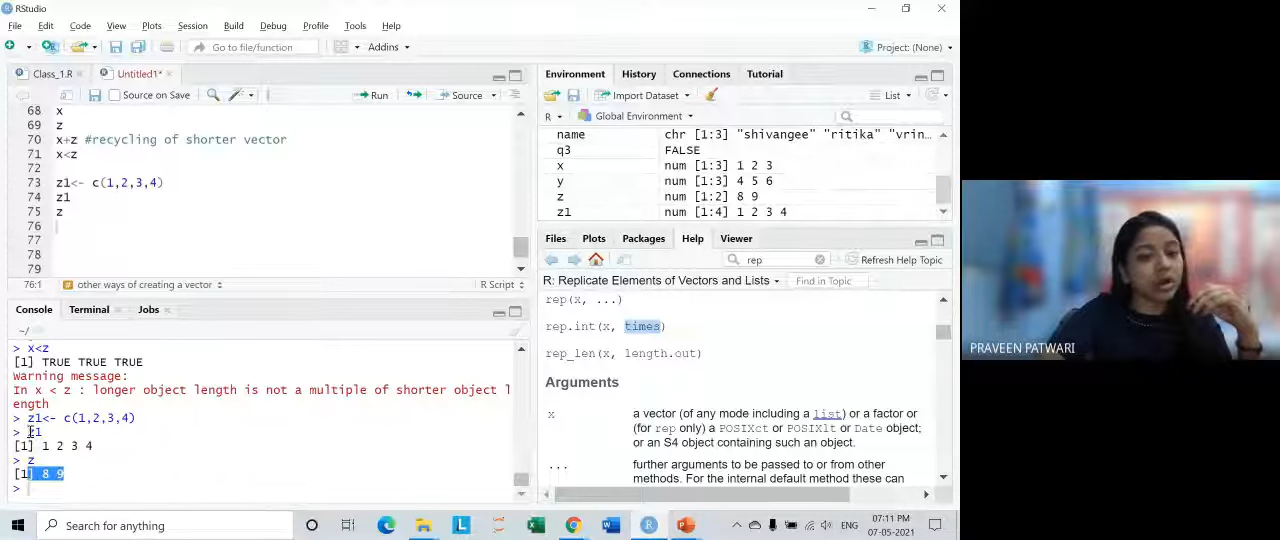 RStudio
File Edit Code View Plots Session Build Debug Profile Tools Help
Go to file/function Addins Project: (None)
Class_1.R Untitled1*
Source on Save Run Source
68 x
69 z
70 x+z #recycling of shorter vector
71 x<z
72
73 z1<- c(1,2,3,4)
74 z1
75 z
76
77
78
79
76:1 # other ways of creating a vector R Script
Console Terminal Jobs
~/
> x<z
[1] TRUE TRUE TRUE
Warning message:
In x < z : longer object length is not a multiple of shorter object l
ength
> z1<- c(1,2,3,4)
> z1
[1] 1 2 3 4
> z
[1] 8 9
>
Environment History Connections Tutorial
Import Dataset List
R Global Environment
name chr [1:3] "shivangee" "ritika" "vrin...
q3 FALSE
x num [1:3] 1 2 3
y num [1:3] 4 5 6
z num [1:2] 8 9
z1 num [1:4] 1 2 3 4
Files Plots Packages Help Viewer
rep Refresh Help Topic
R: Replicate Elements of Vectors and Lists Find in Topic
rep(x, ...)
rep.int(x, times)
rep_len(x, length.out)
Arguments
x a vector (of any mode including a list) or a factor or
(for rep only) a POSIXct or POSIXlt or Date object;
or an S4 object containing such an object.
... further arguments to be passed to or from other
methods. For the internal default method these can
PRAVEEN PATWARI
Search for anything
ENG
07:11 PM
07-05-2021